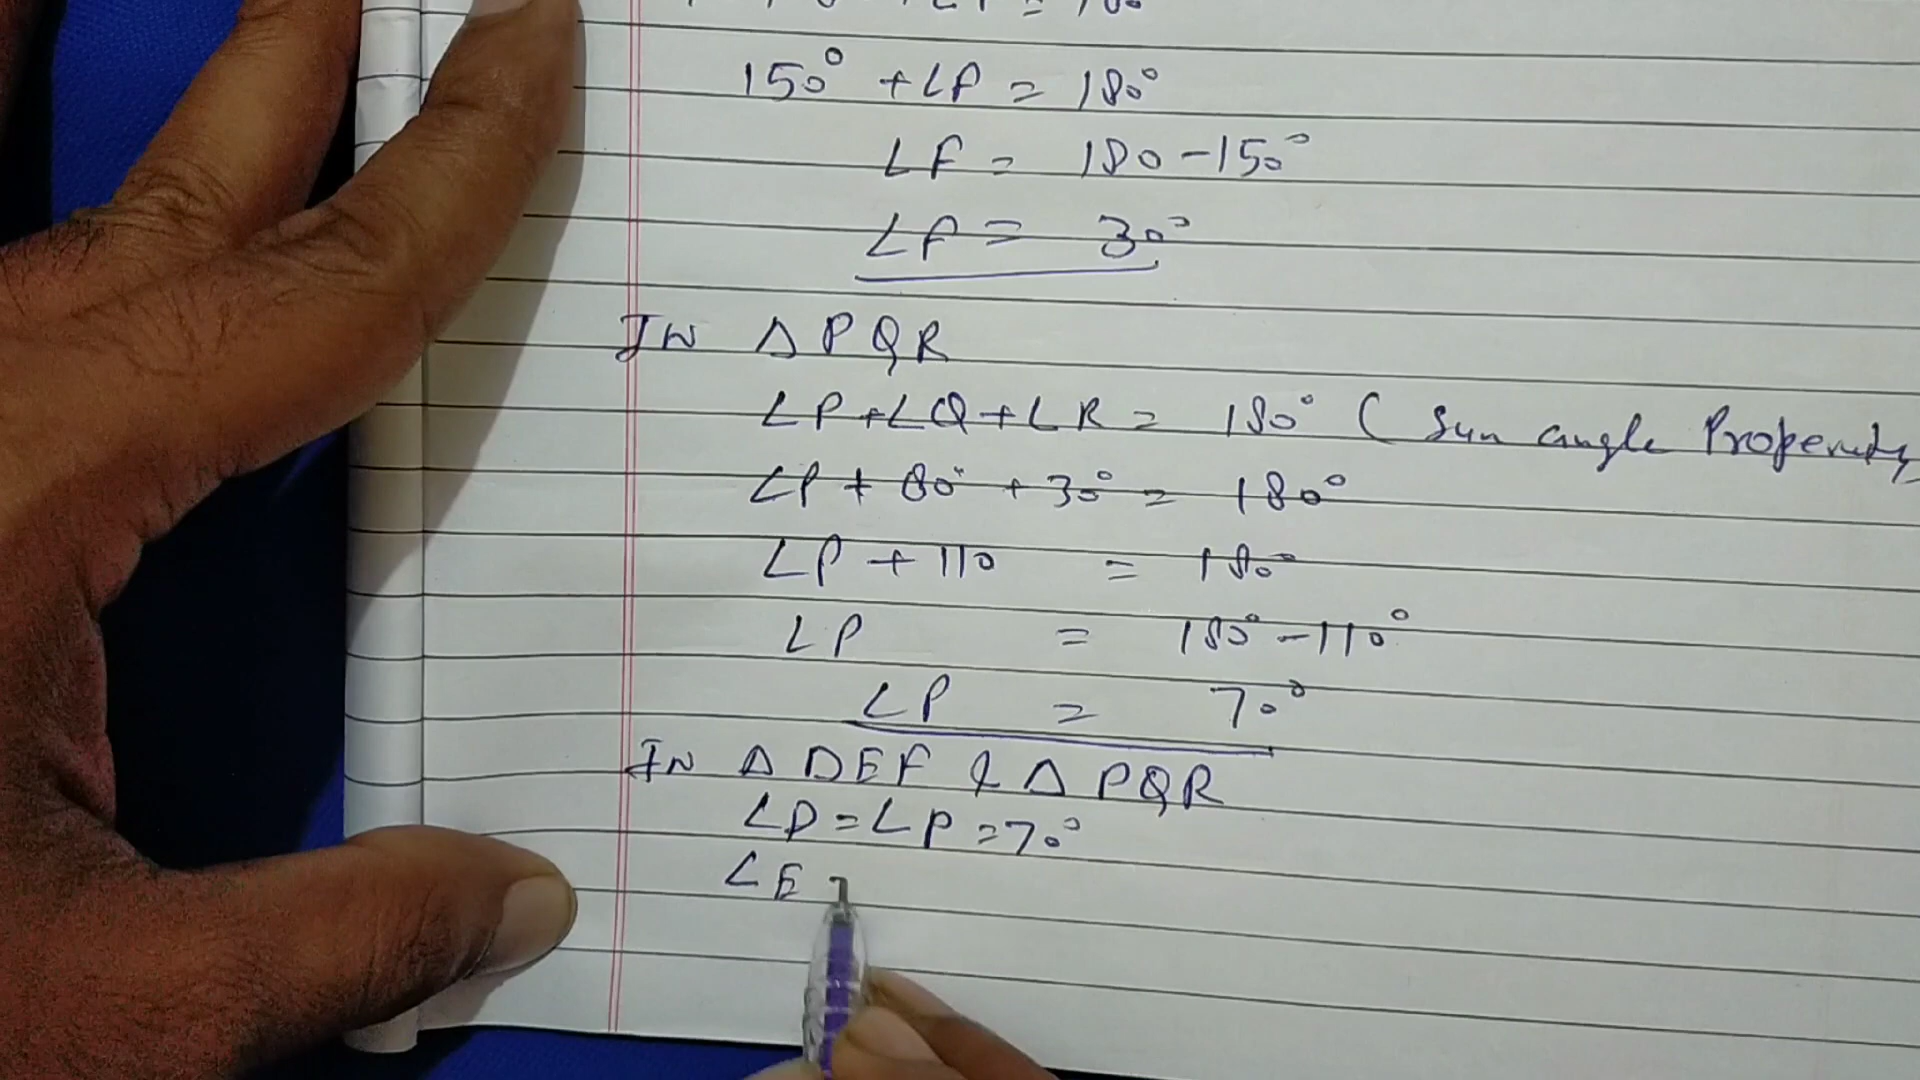 150° + ∠F = 180°
∠F = 180 - 150°
∠F = 30°
IN Δ PQR
∠P + ∠Q + ∠R = 180° ( Sum angle Property
∠P + 80° + 30° = 180°
∠P + 110 = 180°
∠P = 180° - 110°
∠P = 70°
IN Δ DEF & Δ PQR
∠D = ∠P = 70°
∠E =